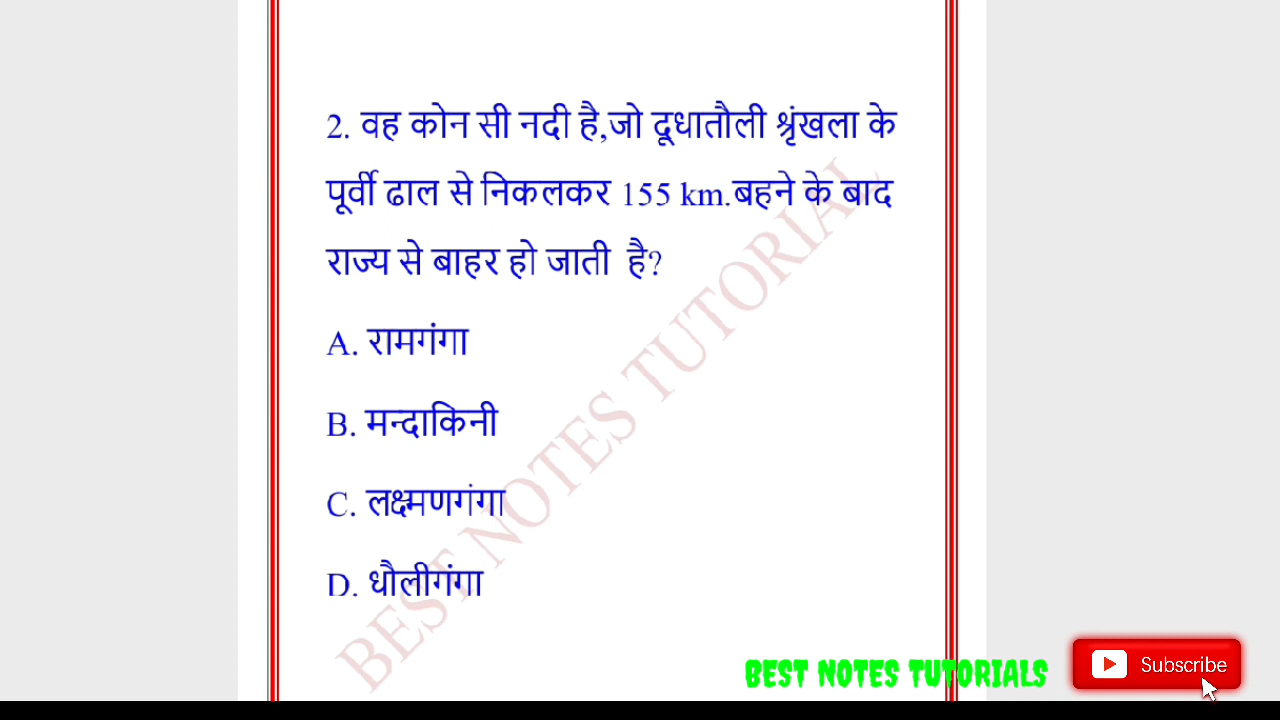 2. वह कोन सी नदी है,जो दूधातौली श्रृंखला के
पूर्वी ढाल से निकलकर 155 km.बहने के बाद
राज्य से बाहर हो जाती है?
A. रामगंगा
B. मन्दाकिनी
C. लक्ष्मणगंगा
D. धौलीगंगा
BEST NOTES TUTORIAL
BEST NOTES TUTORIALS
Subscribe